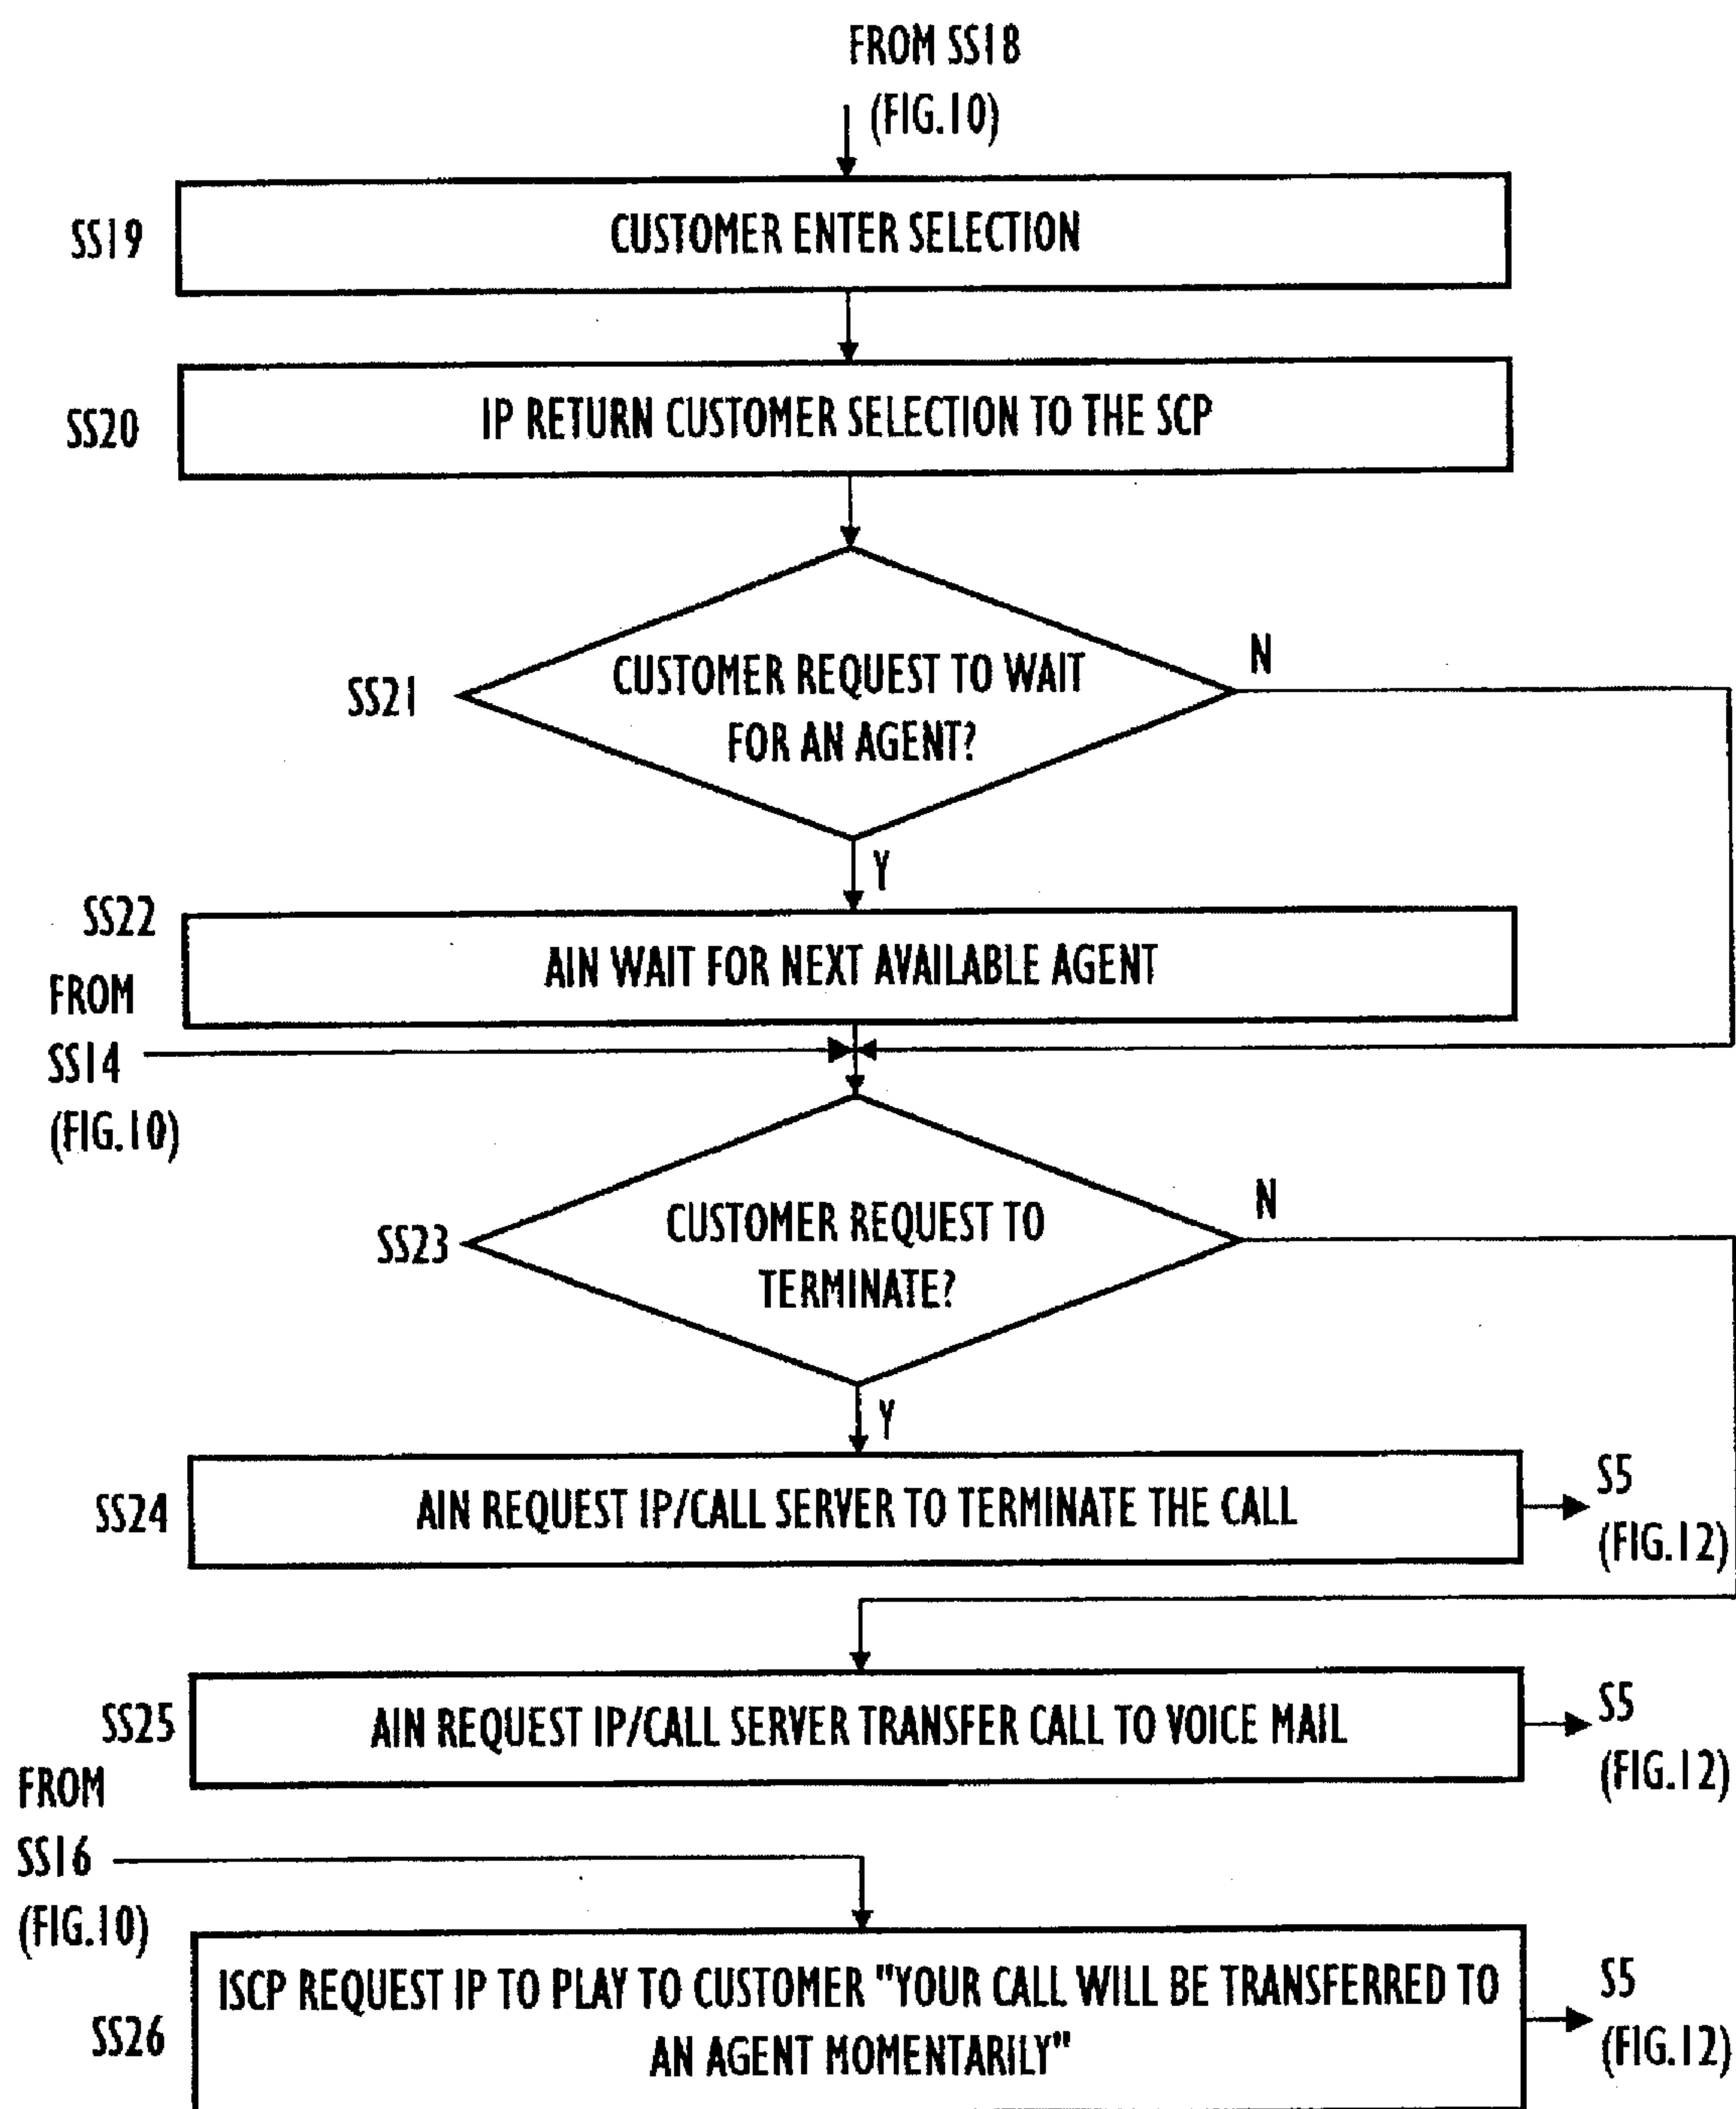 FROM SS18
(FIG.10)
SS19
CUSTOMER ENTER SELECTION
SS20
IP RETURN CUSTOMER SELECTION TO THE SCP
SS21
CUSTOMER REQUEST TO WAIT
FOR AN AGENT?
N
Y
SS22
AIN WAIT FOR NEXT AVAILABLE AGENT
FROM
SS14
(FIG.10)
SS23
CUSTOMER REQUEST TO
TERMINATE?
N
Y
SS24
AIN REQUEST IP/CALL SERVER TO TERMINATE THE CALL
S5
(FIG.12)
SS25
AIN REQUEST IP/CALL SERVER TRANSFER CALL TO VOICE MAIL
S5
(FIG.12)
FROM
SS16
(FIG.10)
SS26
ISCP REQUEST IP TO PLAY TO CUSTOMER "YOUR CALL WILL BE TRANSFERRED TO
AN AGENT MOMENTARILY"
S5
(FIG.12)